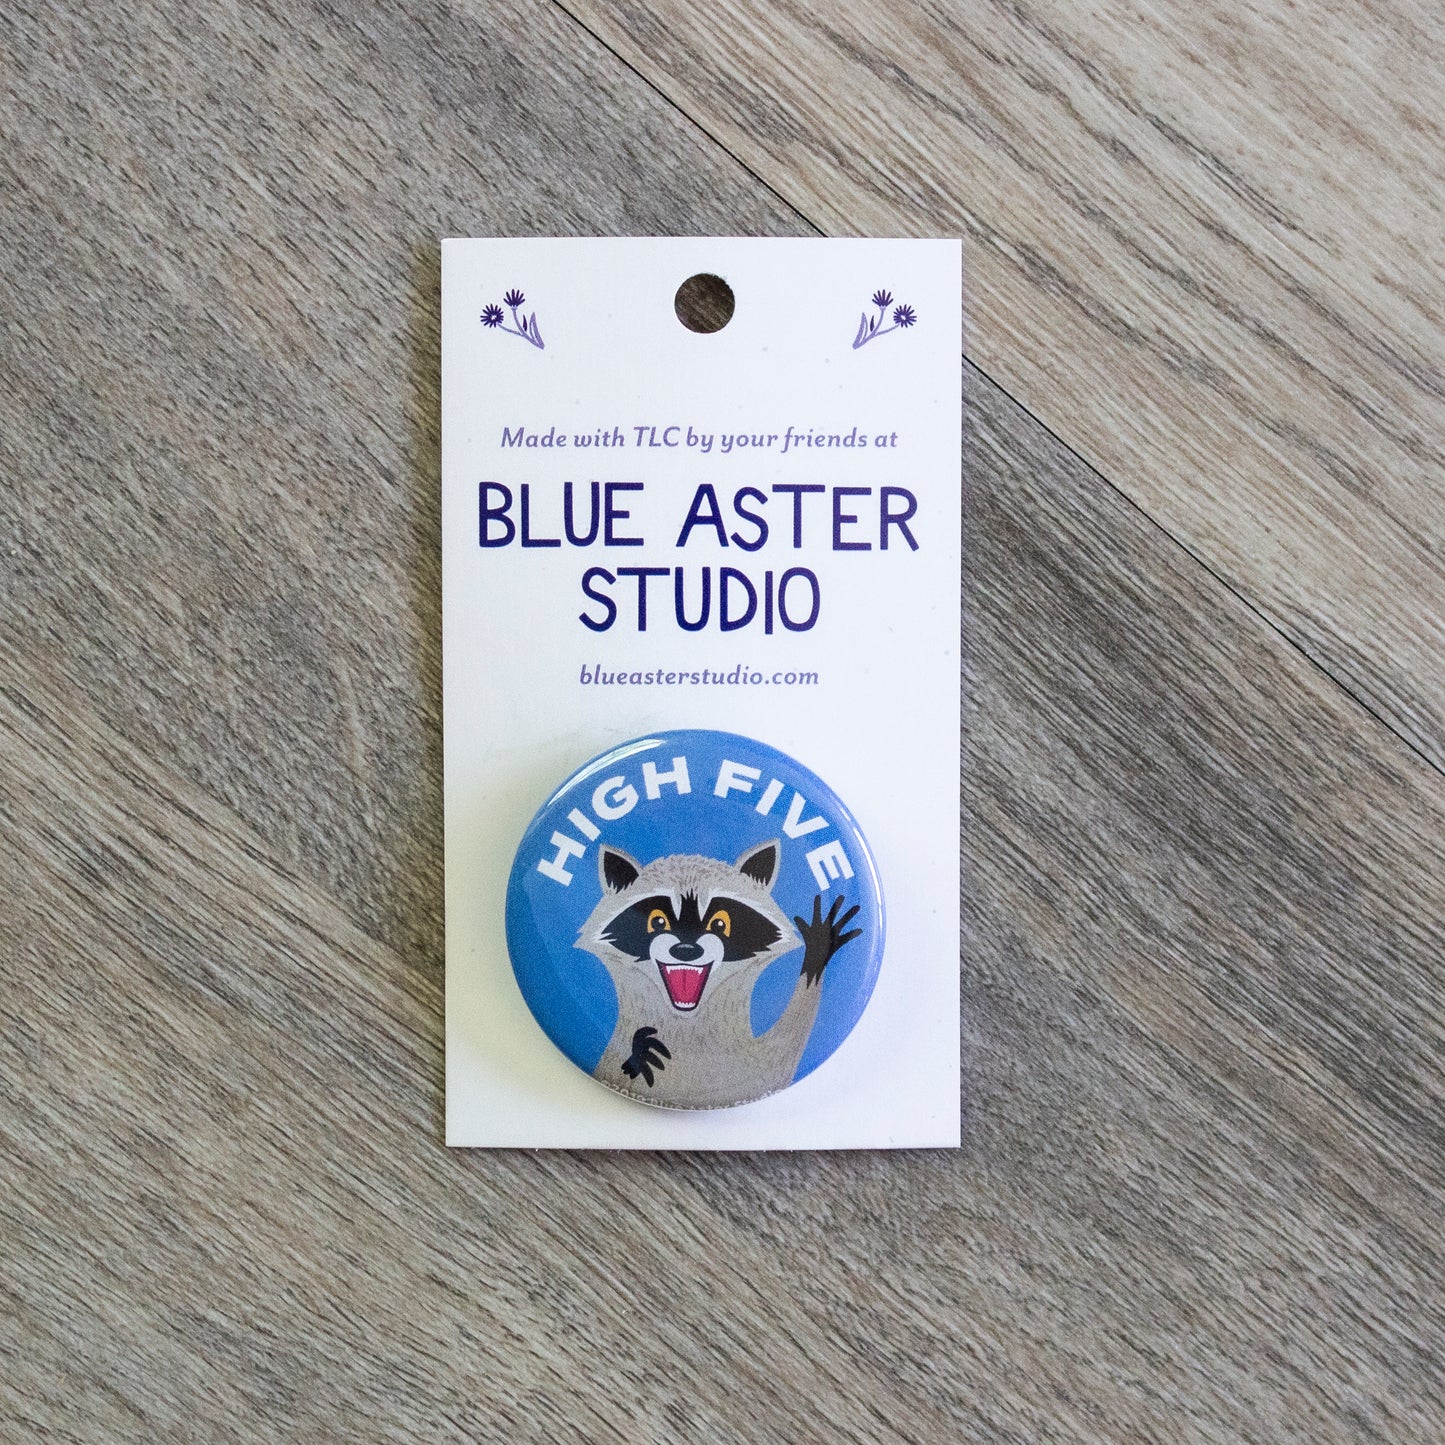 Made with TLC by your friends at
BLUE ASTER
STUDIO
blueasterstudio.com
HIGH FIVE